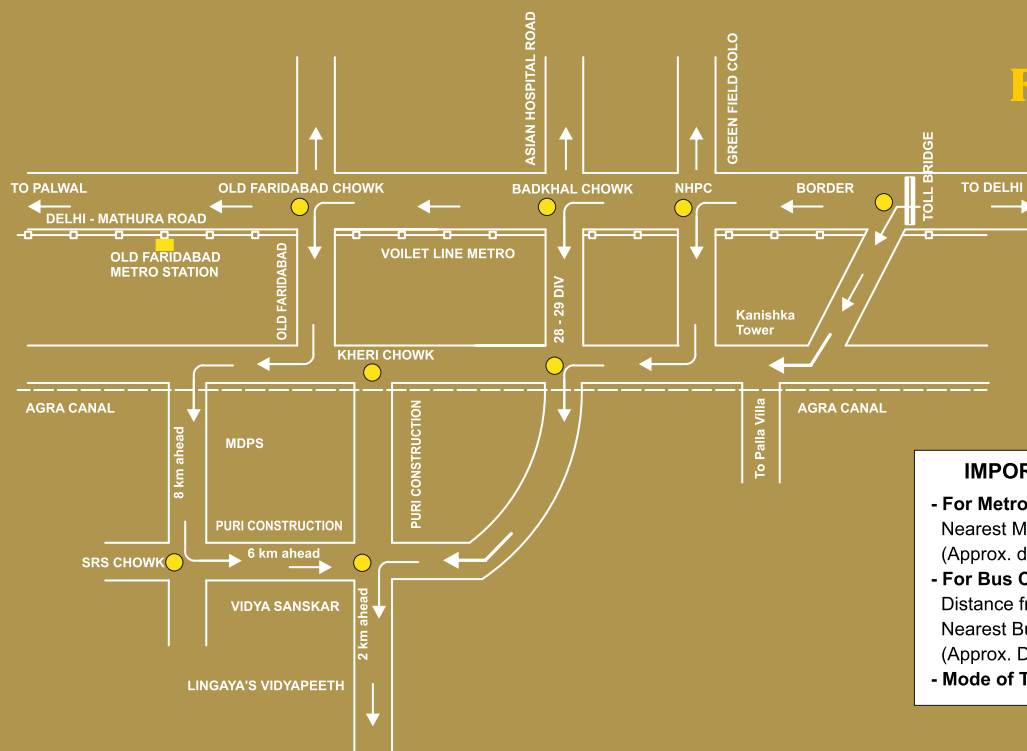 ASIAN HOSPITAL ROAD
GREEN FIELD COLO
TO PALWAL
OLD FARIDABAD CHOWK
BADKHAL CHOWK
NHPC
BORDER
TOLL BRIDGE
TO DELHI
DELHI - MATHURA ROAD
OLD FARIDABAD
METRO STATION
OLD FARIDABAD
VOILET LINE METRO
28 - 29 DIV
Kanishka
Tower
KHERI CHOWK
AGRA CANAL
AGRA CANAL
8 km ahead
MDPS
PURI CONSTRUCTION
To Palla Villa
PURI CONSTRUCTION
SRS CHOWK
6 km ahead
VIDYA SANSKAR
2 km ahead
LINGAYA'S VIDYAPEETH
IMPOR
- For Metro
Nearest M
(Approx. d
- For Bus C
Distance fr
Nearest Bu
(Approx. D
- Mode of T